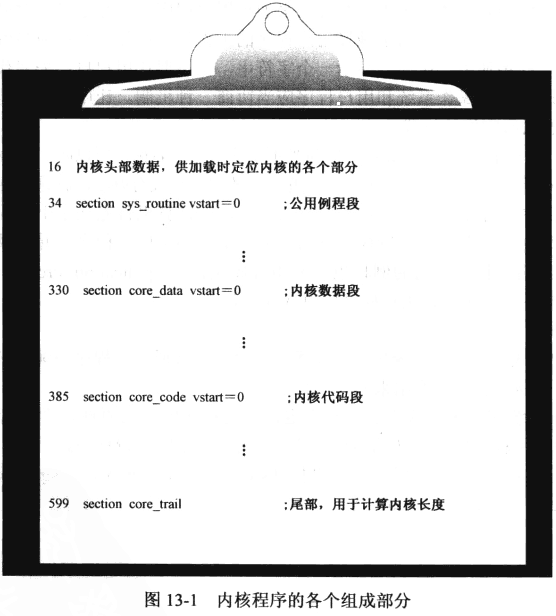 16 内核头部数据，供加载时定位内核的各个部分
34 section sys_routine vstart＝0 ;公用例程段
⋮
330 section core_data vstart＝0 ;内核数据段
⋮
385 section core_code vstart＝0 ;内核代码段
⋮
599 section core_trail ;尾部，用于计算内核长度
图 13-1 内核程序的各个组成部分